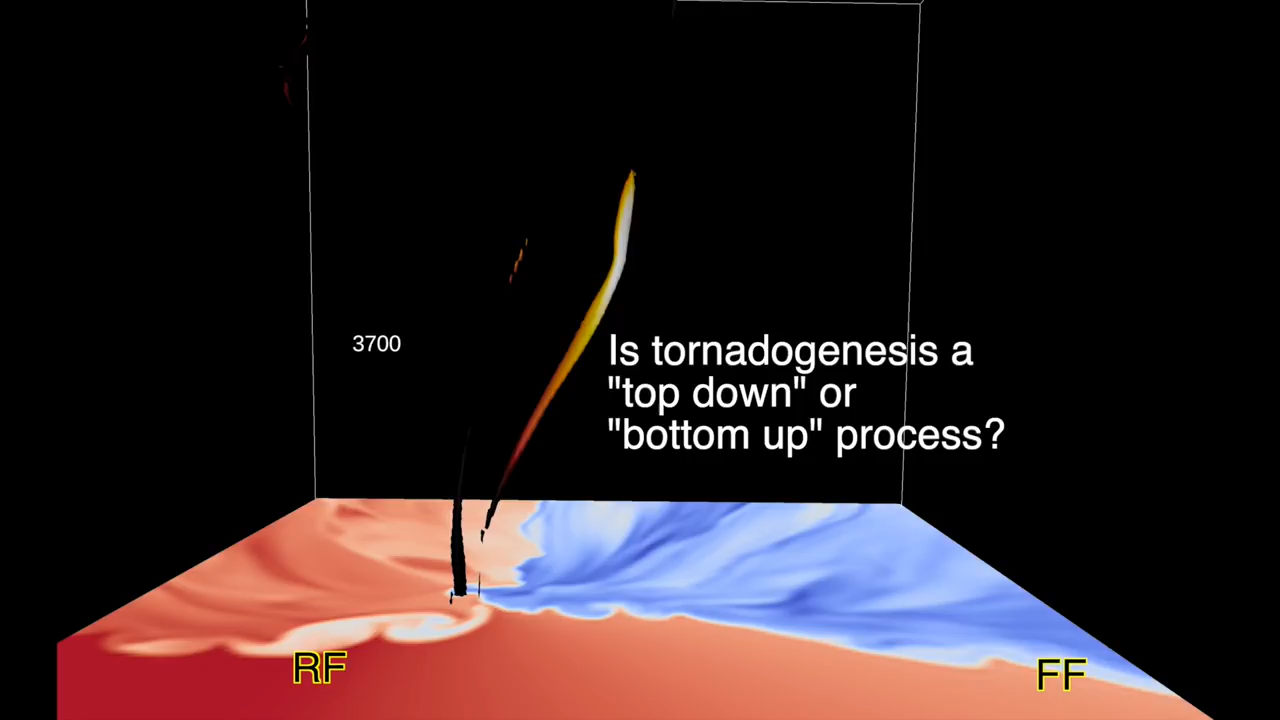 3700
Is tornadogenesis a
"top down" or
"bottom up" process?
RF
FF